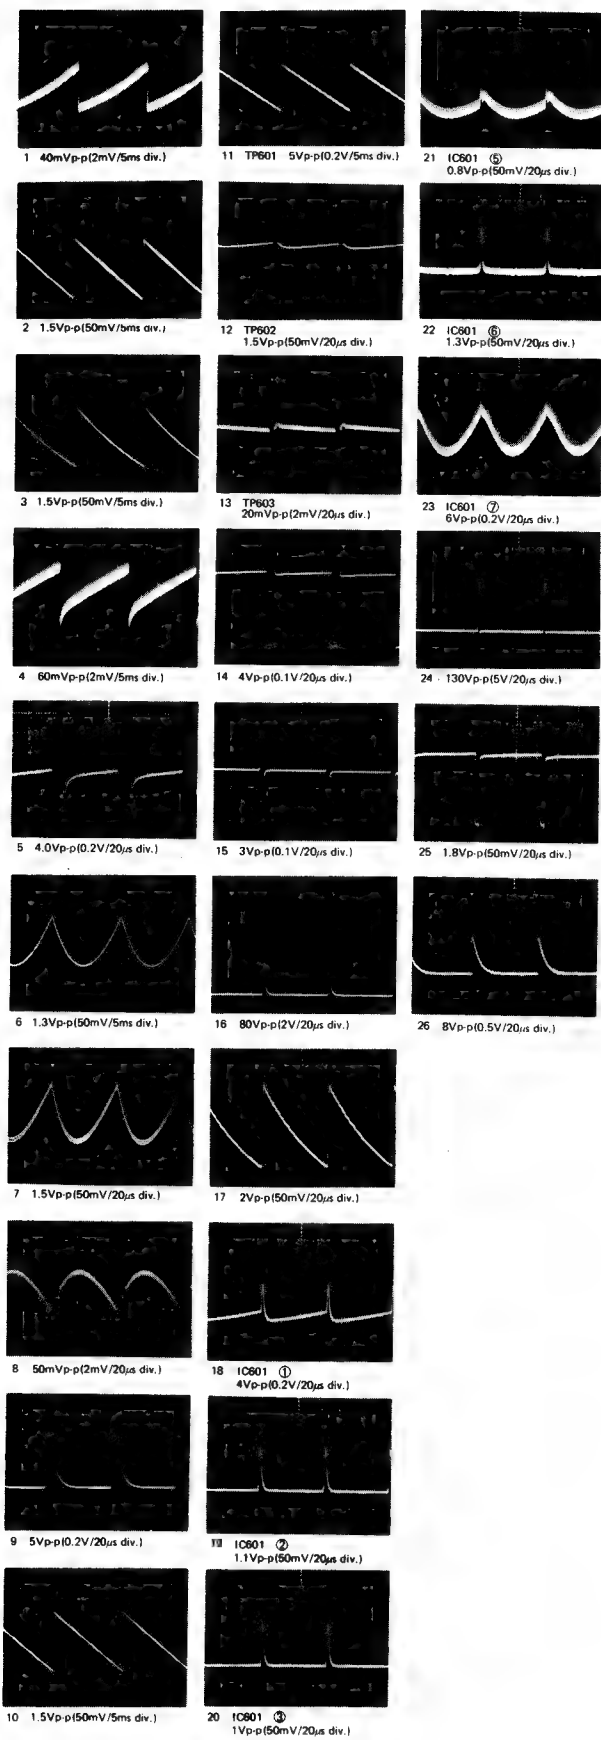 1 40mVp-p(2mV/5ms div.)
2 1.5Vp-p(50mV/5ms div.)
3 1.5Vp-p(50mV/5ms div.)
4 60mVp-p(2mV/5ms div.)
5 4.0Vp-p(0.2V/20μs div.)
6 1.3Vp-p(50mV/5ms div.)
7 1.5Vp-p(50mV/20μs div.)
8 50mVp-p(2mV/20μs div.)
9 5Vp-p(0.2V/20μs div.)
10 1.5Vp-p(50mV/5ms div.)
11 TP601 5Vp-p(0.2V/5ms div.)
12 TP602
1.5Vp-p(50mV/20μs div.)
13 TP603
20mVp-p(2mV/20μs div.)
14 4Vp-p(0.1V/20μs div.)
15 3Vp-p(0.1V/20μs div.)
16 80Vp-p(2V/20μs div.)
17 2Vp-p(50mV/20μs div.)
18 IC601 ①
4Vp-p(0.2V/20μs div.)
19 IC601 ②
1.1Vp-p(50mV/20μs div.)
20 IC601 ③
1Vp-p(50mV/20μs div.)
21 IC601 ⑤
0.8Vp-p(50mV/20μs div.)
22 IC601 ⑥
1.3Vp-p(50mV/20μs div.)
23 IC601 ⑦
6Vp-p(0.2V/20μs div.)
24 130Vp-p(5V/20μs div.)
25 1.8Vp-p(50mV/20μs div.)
26 8Vp-p(0.5V/20μs div.)